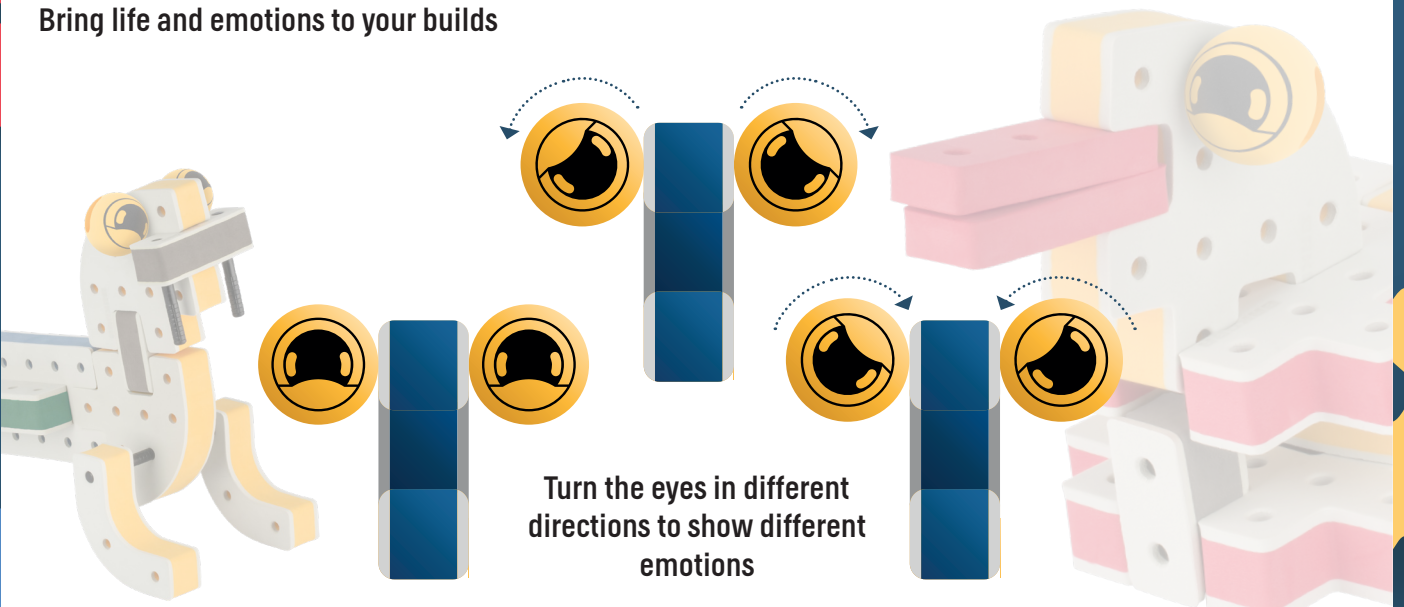 Bring life and emotions to your builds
Turn the eyes in different
directions to show different
emotions